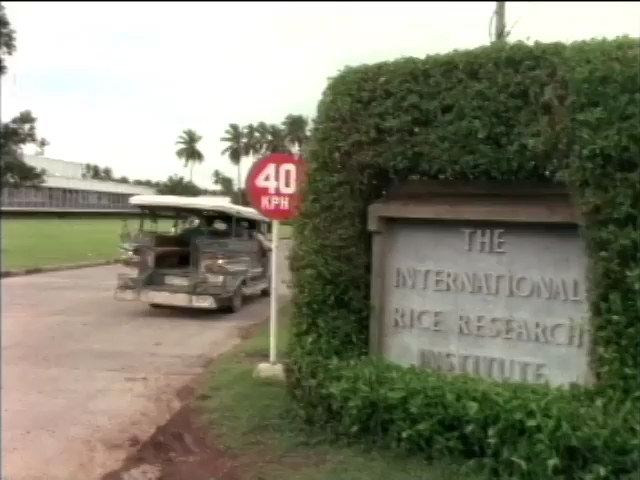 40
KPH
THE
INTERNATIONAL
RICE RESEARCH
INSTITUTE